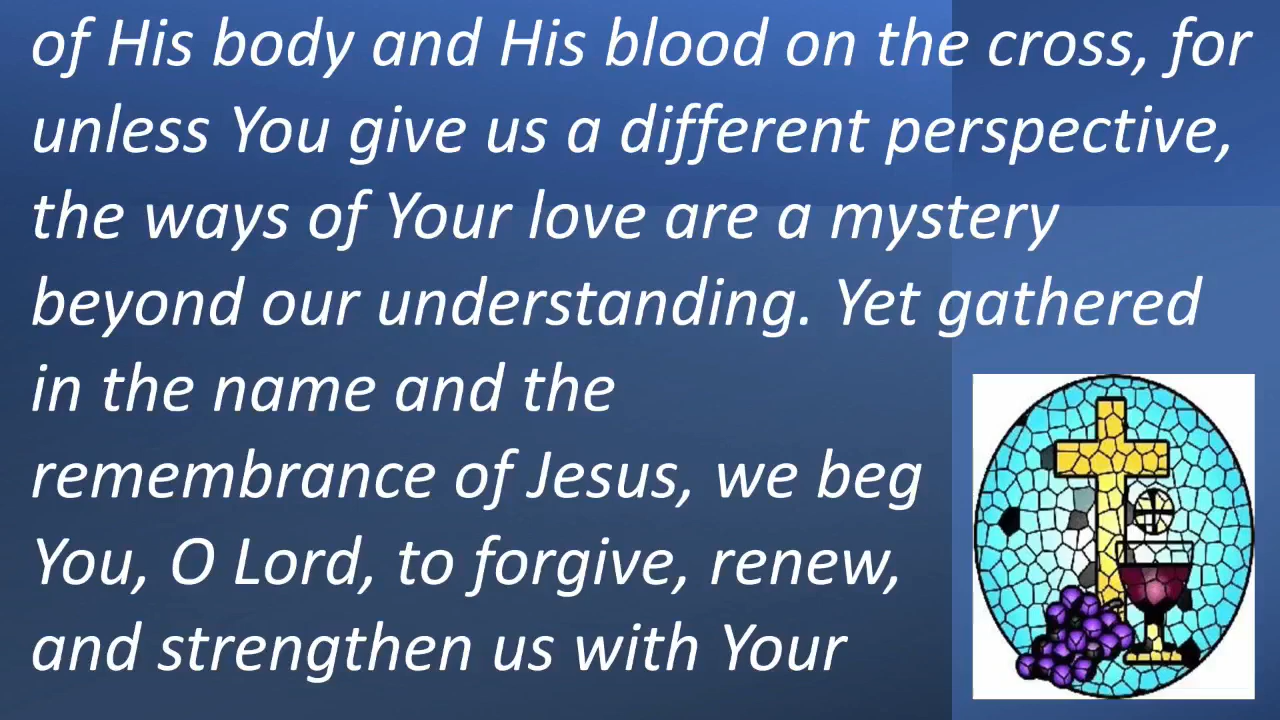 of His body and His blood on the cross, for
unless You give us a different perspective,
the ways of Your love are a mystery
beyond our understanding. Yet gathered
in the name and the
remembrance of Jesus, we beg
You, O Lord, to forgive, renew,
and strengthen us with Your